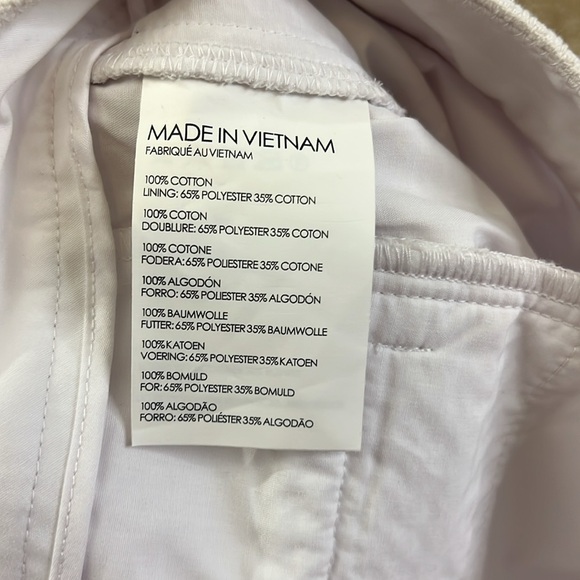 MADE IN VIETNAM
FABRIQUÉ AU VIETNAM
100% COTTON
LINING: 65% POLYESTER 35% COTTON
100% COTON
DOUBLURE: 65% POLYESTER 35% COTON
100% COTONE
FODERA: 65% POLIESTERE 35% COTONE
100% ALGODÓN
FORRO: 65% POLIESTER 35% ALGODÓN
100% BAUMWOLLE
FUTTER: 65% POLYESTER 35% BAUMWOLLE
100% KATOEN
VOERING: 65% POLYESTER 35% KATOEN
100% BOMULD
FOR: 65% POLYESTER 35% BOMULD
100% ALGODÃO
FORRO: 65% POLIÉSTER 35% ALGODÃO